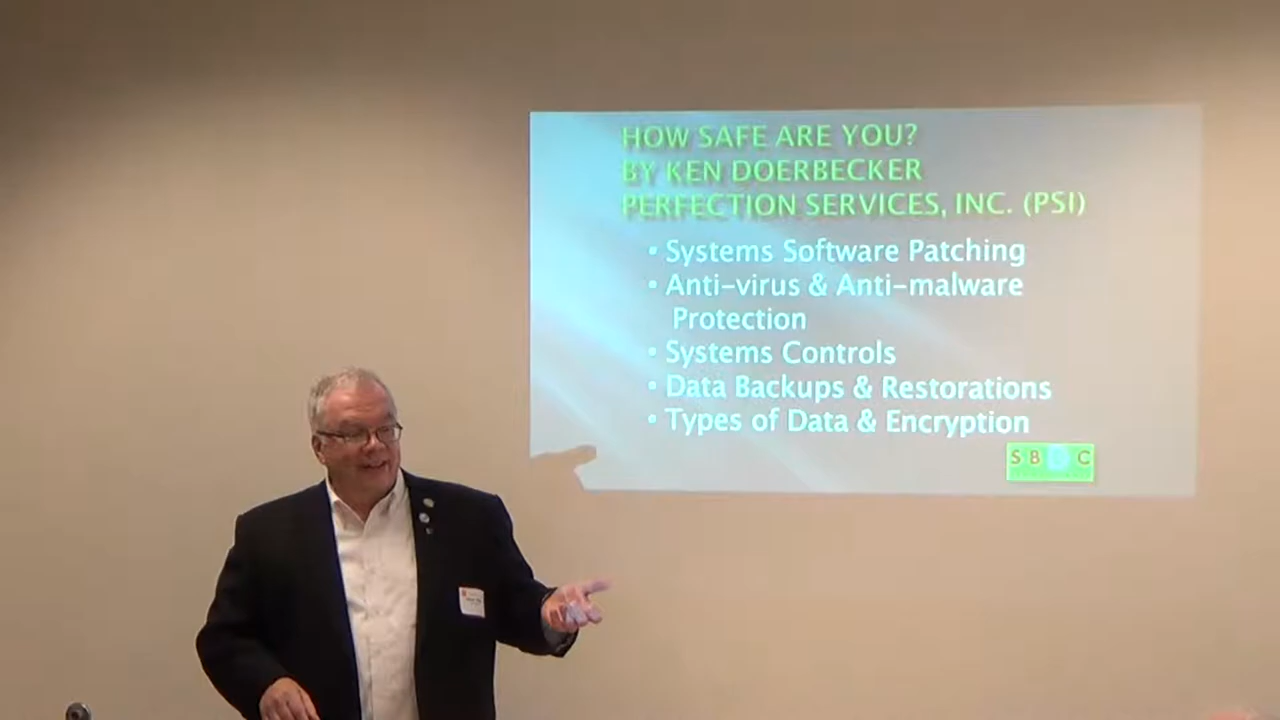 HOW SAFE ARE YOU?
BY KEN DOERBECKER
PERFECTION SERVICES, INC. (PSI)
• Systems Software Patching
• Anti-virus & Anti-malware
Protection
• Systems Controls
• Data Backups & Restorations
• Types of Data & Encryption
S B D C